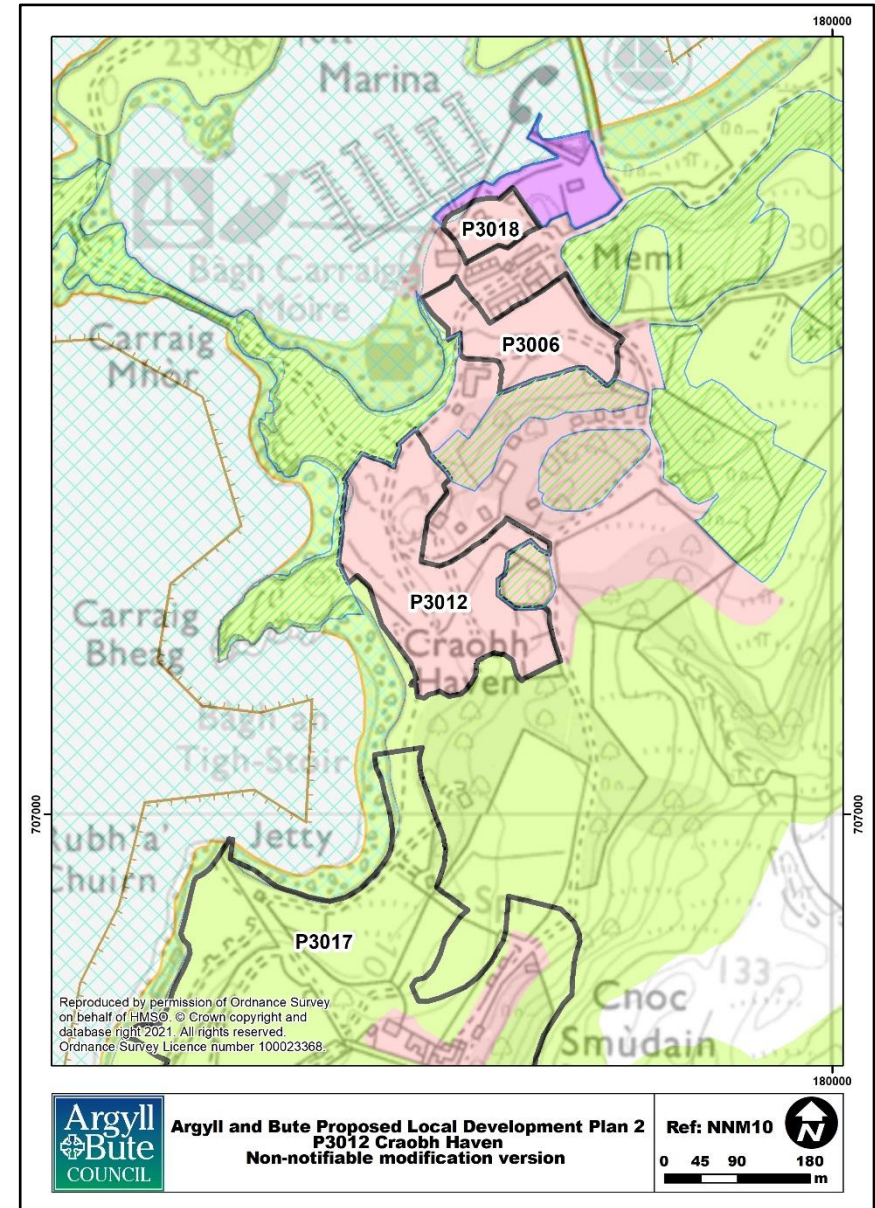 180000
23
Marina
P3018
30
Meml
Bàgh Carraig
Móire
P3006
Carraig
Mhòr
P3012
Carraig
Bheag
Craobh
Haven
Bàgh an
Tigh-Stòir
707000
707000
Rubh'a'
Chuirn
Jetty
Spr
10
P3017
133
Cnoc
Smùdain
Reproduced by permission of Ordnance Survey
on behalf of HMSO. © Crown copyright and
database right 2021. All rights reserved.
Ordnance Survey Licence number 100023368.
180000
Argyll
&Bute
COUNCIL
Argyll and Bute Proposed Local Development Plan 2
P3012 Craobh Haven
Non-notifiable modification version
Ref: NNM10
N
0 45 90 180
m